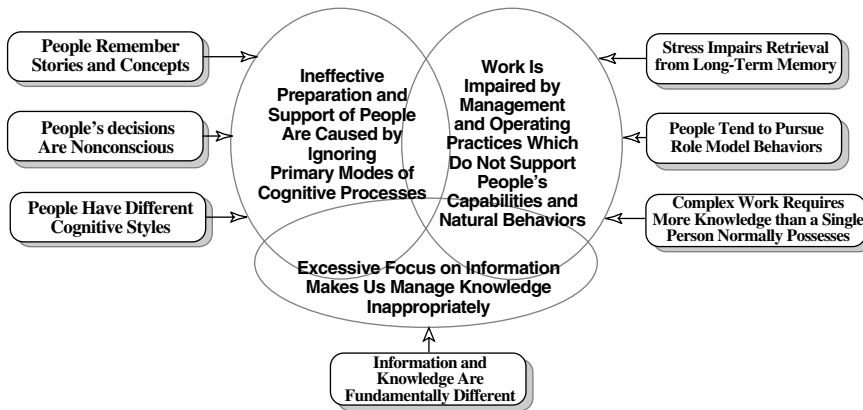 People Remember
Stories and Concepts
People's decisions
Are Nonconscious
People Have Different
Cognitive Styles
Ineffective
Preparation and
Support of People
Are Caused by
Ignoring
Primary Modes of
Cognitive Processes
Work Is
Impaired by
Management
and Operating
Practices Which
Do Not Support
People's
Capabilities and
Natural Behaviors
Stress Impairs Retrieval
from Long-Term Memory
People Tend to Pursue
Role Model Behaviors
Complex Work Requires
More Knowledge than a Single
Person Normally Possesses
Excessive Focus on Information
Makes Us Manage Knowledge
Inappropriately
Information and
Knowledge Are
Fundamentally Different